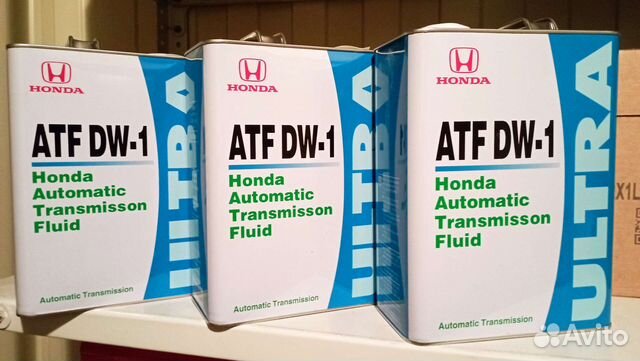 HONDA
ATF DW-1
Honda
Automatic
Transmisson
Fluid
Automatic Transmission
ULTRA
HONDA
ATF DW-1
Honda
Automatic
Transmisson
Fluid
Automatic Transmission
ULTRA
HONDA
ATF DW-1
Honda
Automatic
Transmisson
Fluid
Automatic Transmission
ULTRA
X1L
Avito